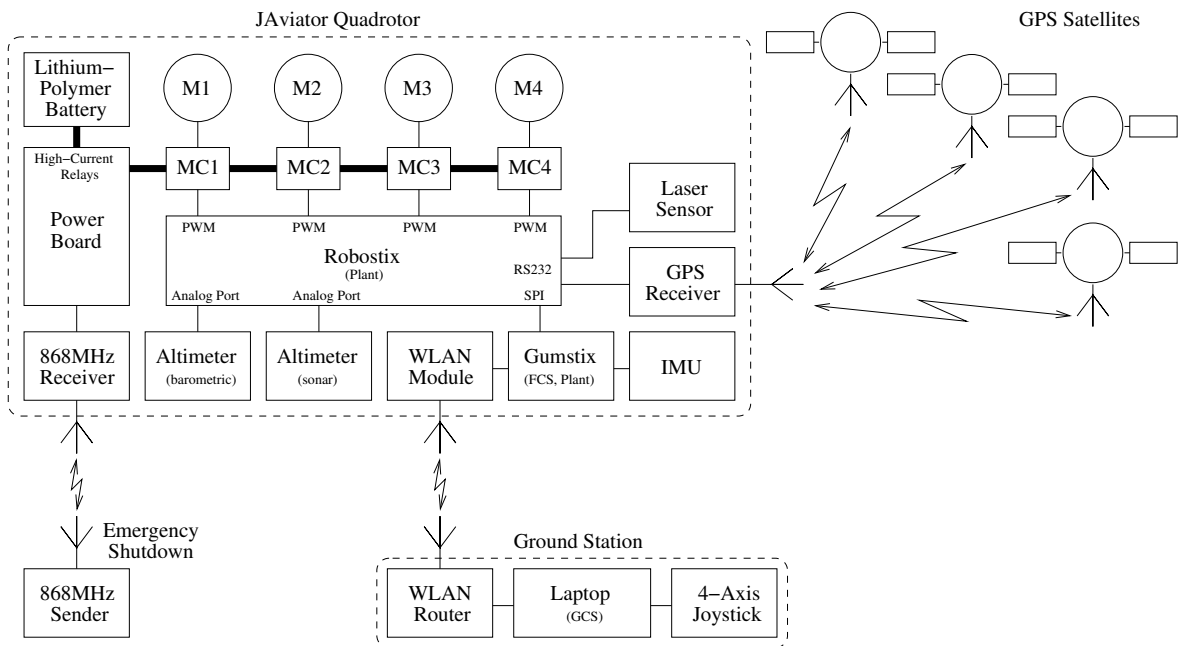 JAviator Quadrotor
GPS Satellites
Lithium−
Polymer
Battery
M1
M2
M3
M4
High−Current
Relays
Power
Board
MC1
MC2
MC3
MC4
Laser
Sensor
PWM
PWM
PWM
PWM
Robostix
(Plant)
RS232
SPI
Analog Port
Analog Port
GPS
Receiver
868MHz
Receiver
Altimeter
(barometric)
Altimeter
(sonar)
WLAN
Module
Gumstix
(FCS, Plant)
IMU
Emergency
Shutdown
Ground Station
868MHz
Sender
WLAN
Router
Laptop
(GCS)
4−Axis
Joystick